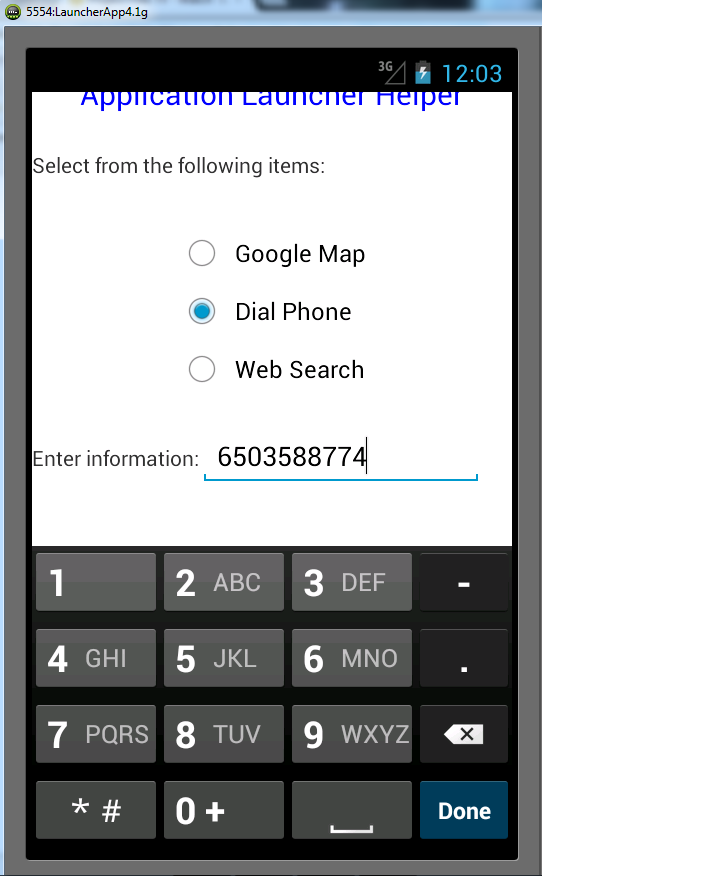 5554:LauncherApp4.1g
3G 12:03
Application Launcher Helper
Select from the following items:
Google Map
Dial Phone
Web Search
Enter information: 6503588774
1 2 ABC 3 DEF -
4 GHI 5 JKL 6 MNO .
7 PQRS 8 TUV 9 WXYZ
* # 0 + Done